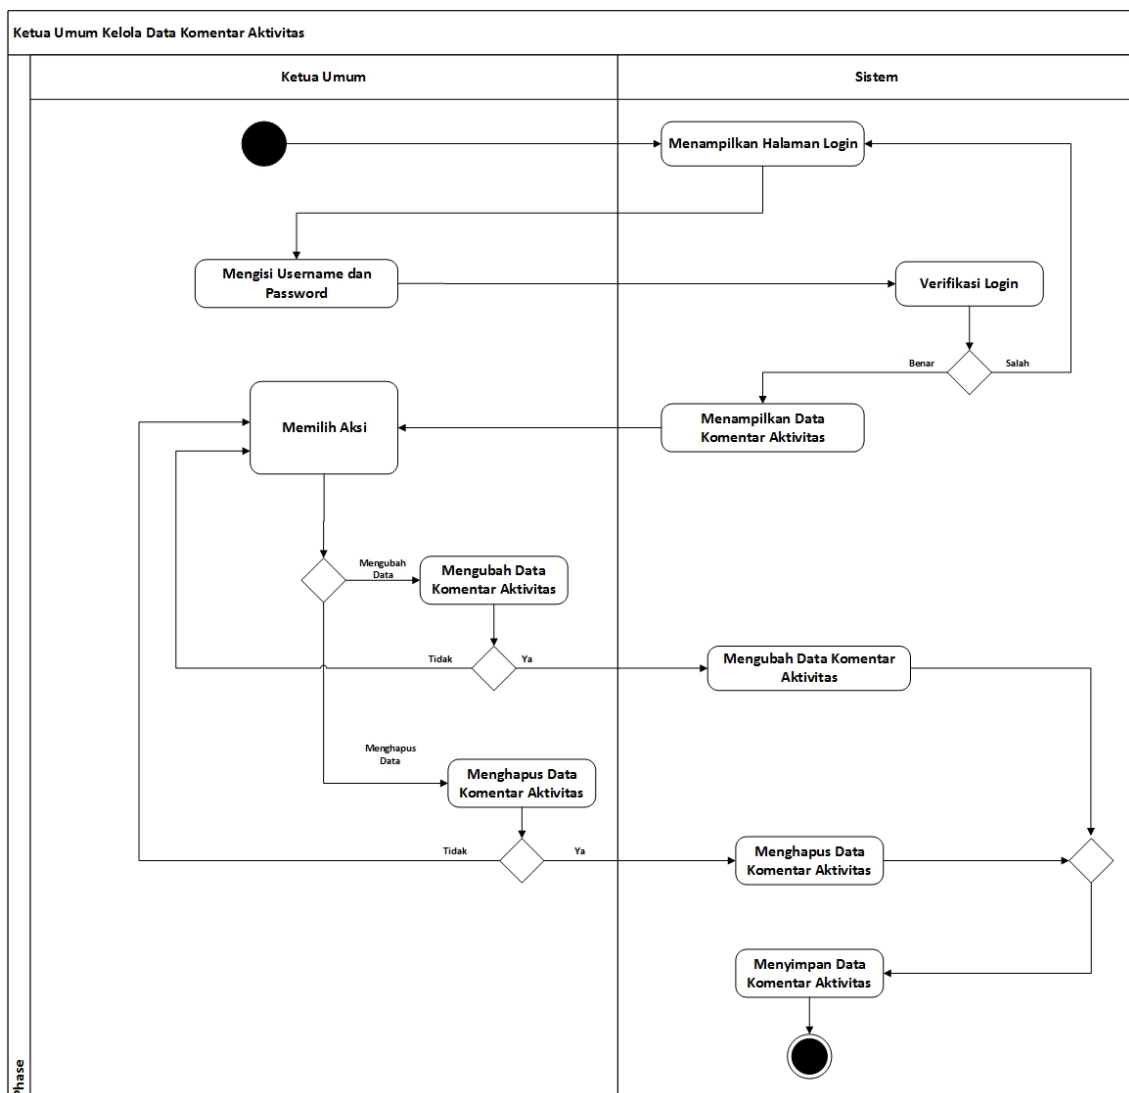 Ketua Umum Kelola Data Komentar Aktivitas
Ketua Umum
Sistem
Menampilkan Halaman Login
Mengisi Username dan
Password
Verifikasi Login
Benar
Salah
Memilih Aksi
Menampilkan Data
Komentar Aktivitas
Mengubah
Data
Mengubah Data
Komentar Aktivitas
Tidak
Ya
Mengubah Data Komentar
Aktivitas
Menghapus
Data
Menghapus Data
Komentar Aktivitas
Tidak
Ya
Menghapus Data
Komentar Aktivitas
Menyimpan Data
Komentar Aktivitas
Phase